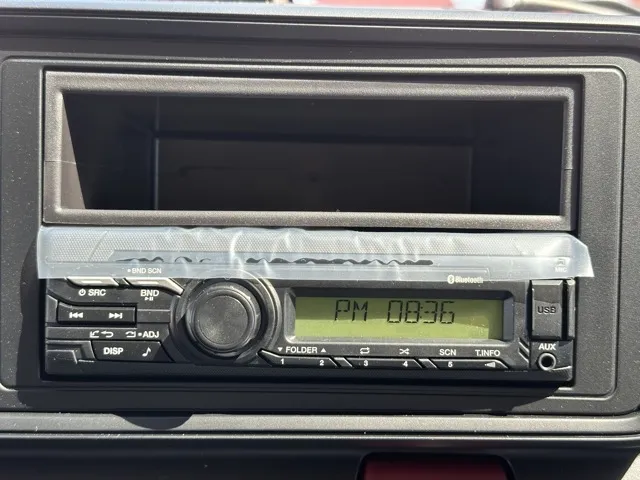 BND SCN
Bluetooth
SRC BND
PM 08:36
USB
ADJ
DISP
AUX
FOLDER SCN T.INFO
1 2 3 4 5